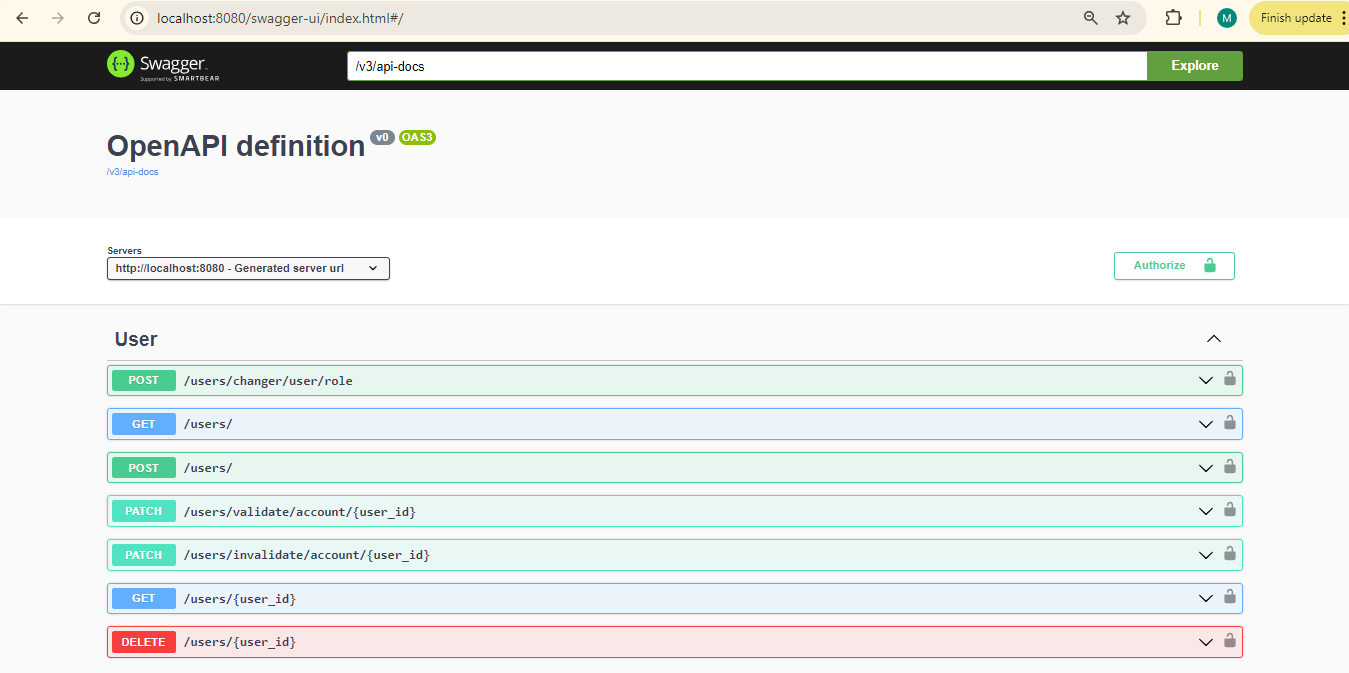 localhost:8080/swagger-ui/index.html#/
M
Finish update
{···} Swagger
Supported by SMARTBEAR
/v3/api-docs
Explore
OpenAPI definition v0 OAS3
/v3/api-docs
Servers
http://localhost:8080 - Generated server url
Authorize
User
POST /users/changer/user/role
GET /users/
POST /users/
PATCH /users/validate/account/{user_id}
PATCH /users/invalidate/account/{user_id}
GET /users/{user_id}
DELETE /users/{user_id}